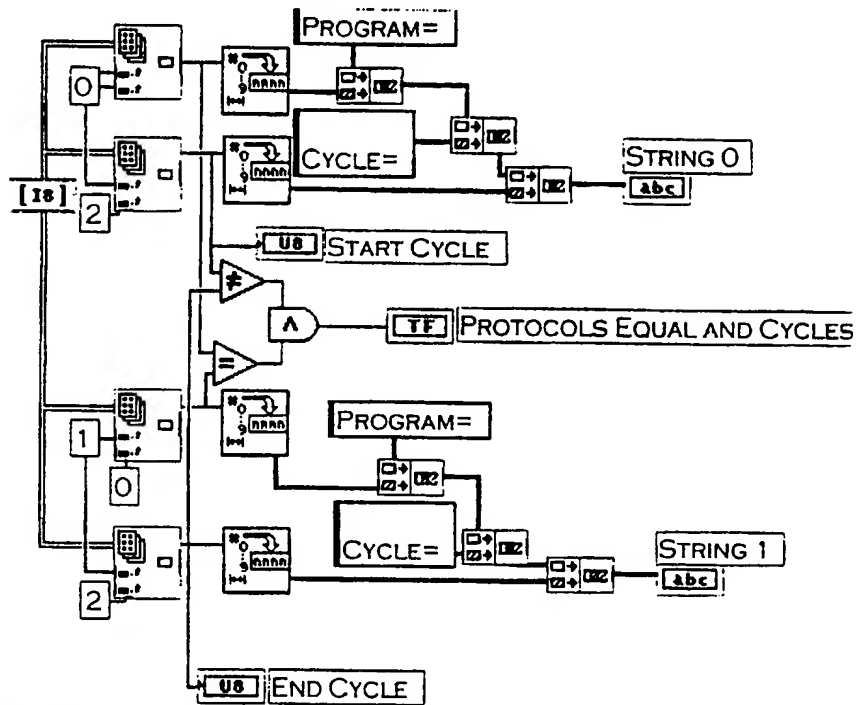 PROGRAM=
0
CYCLE=
STRING 0
abc
[I8]
2
U8 START CYCLE
≠
∧
TF PROTOCOLS EQUAL AND CYCLES
=
1
PROGRAM=
0
CYCLE=
STRING 1
abc
2
U8 END CYCLE